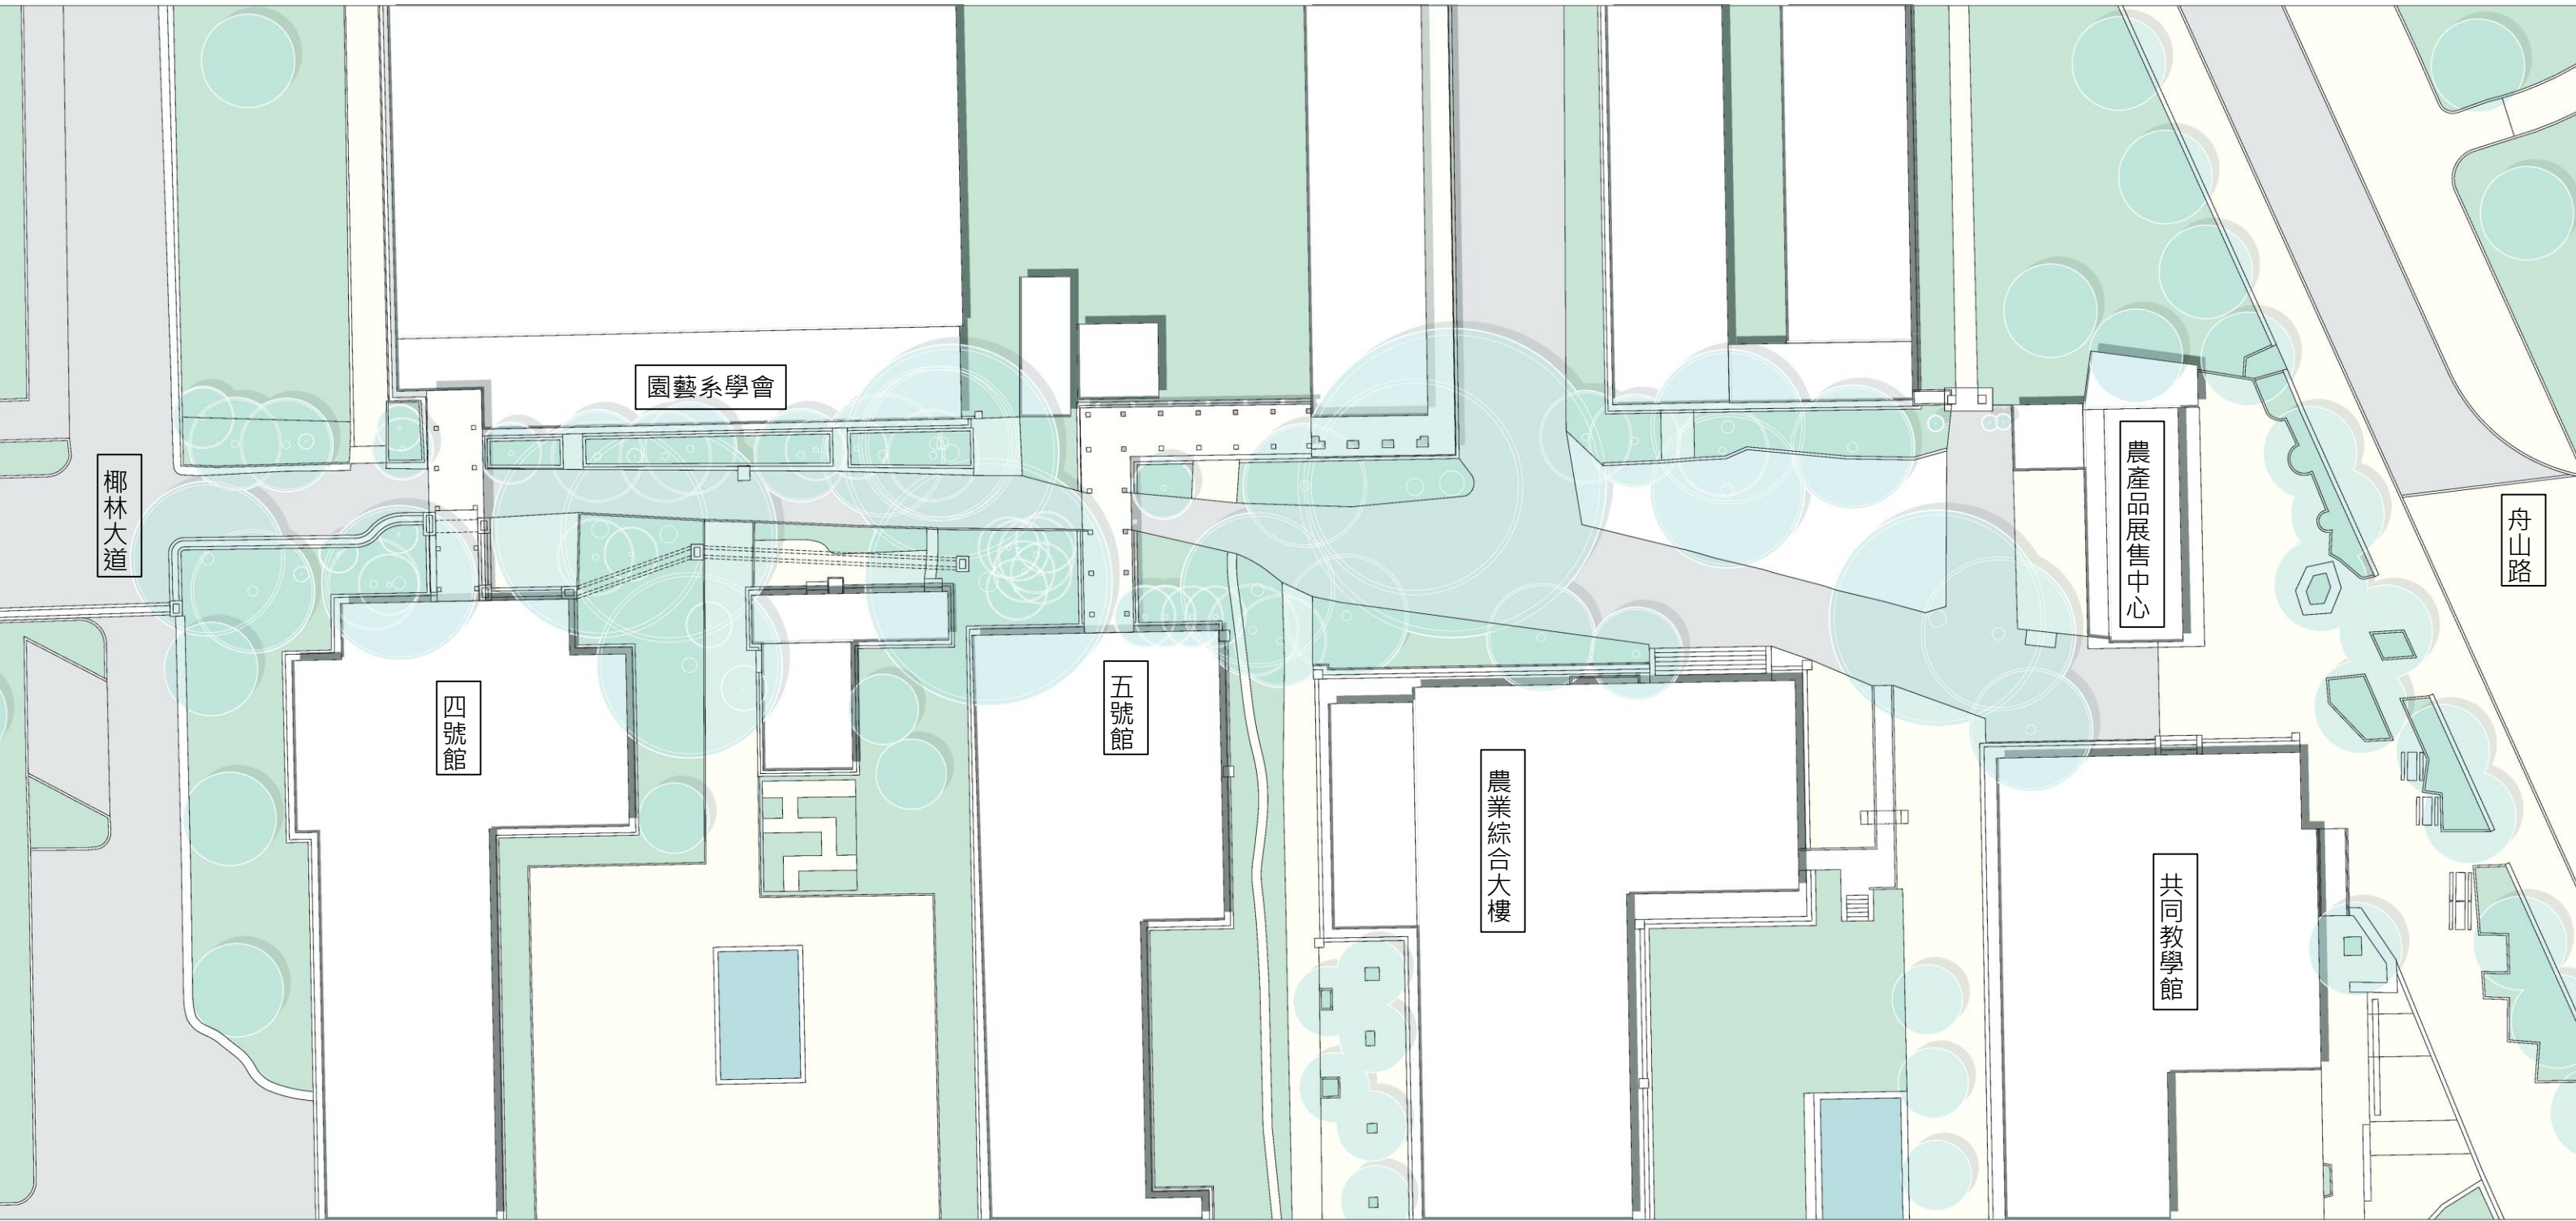 園藝系學會
椰林大道
農產品展售中心
舟山路
四號館
五號館
農業綜合大樓
共同教學館